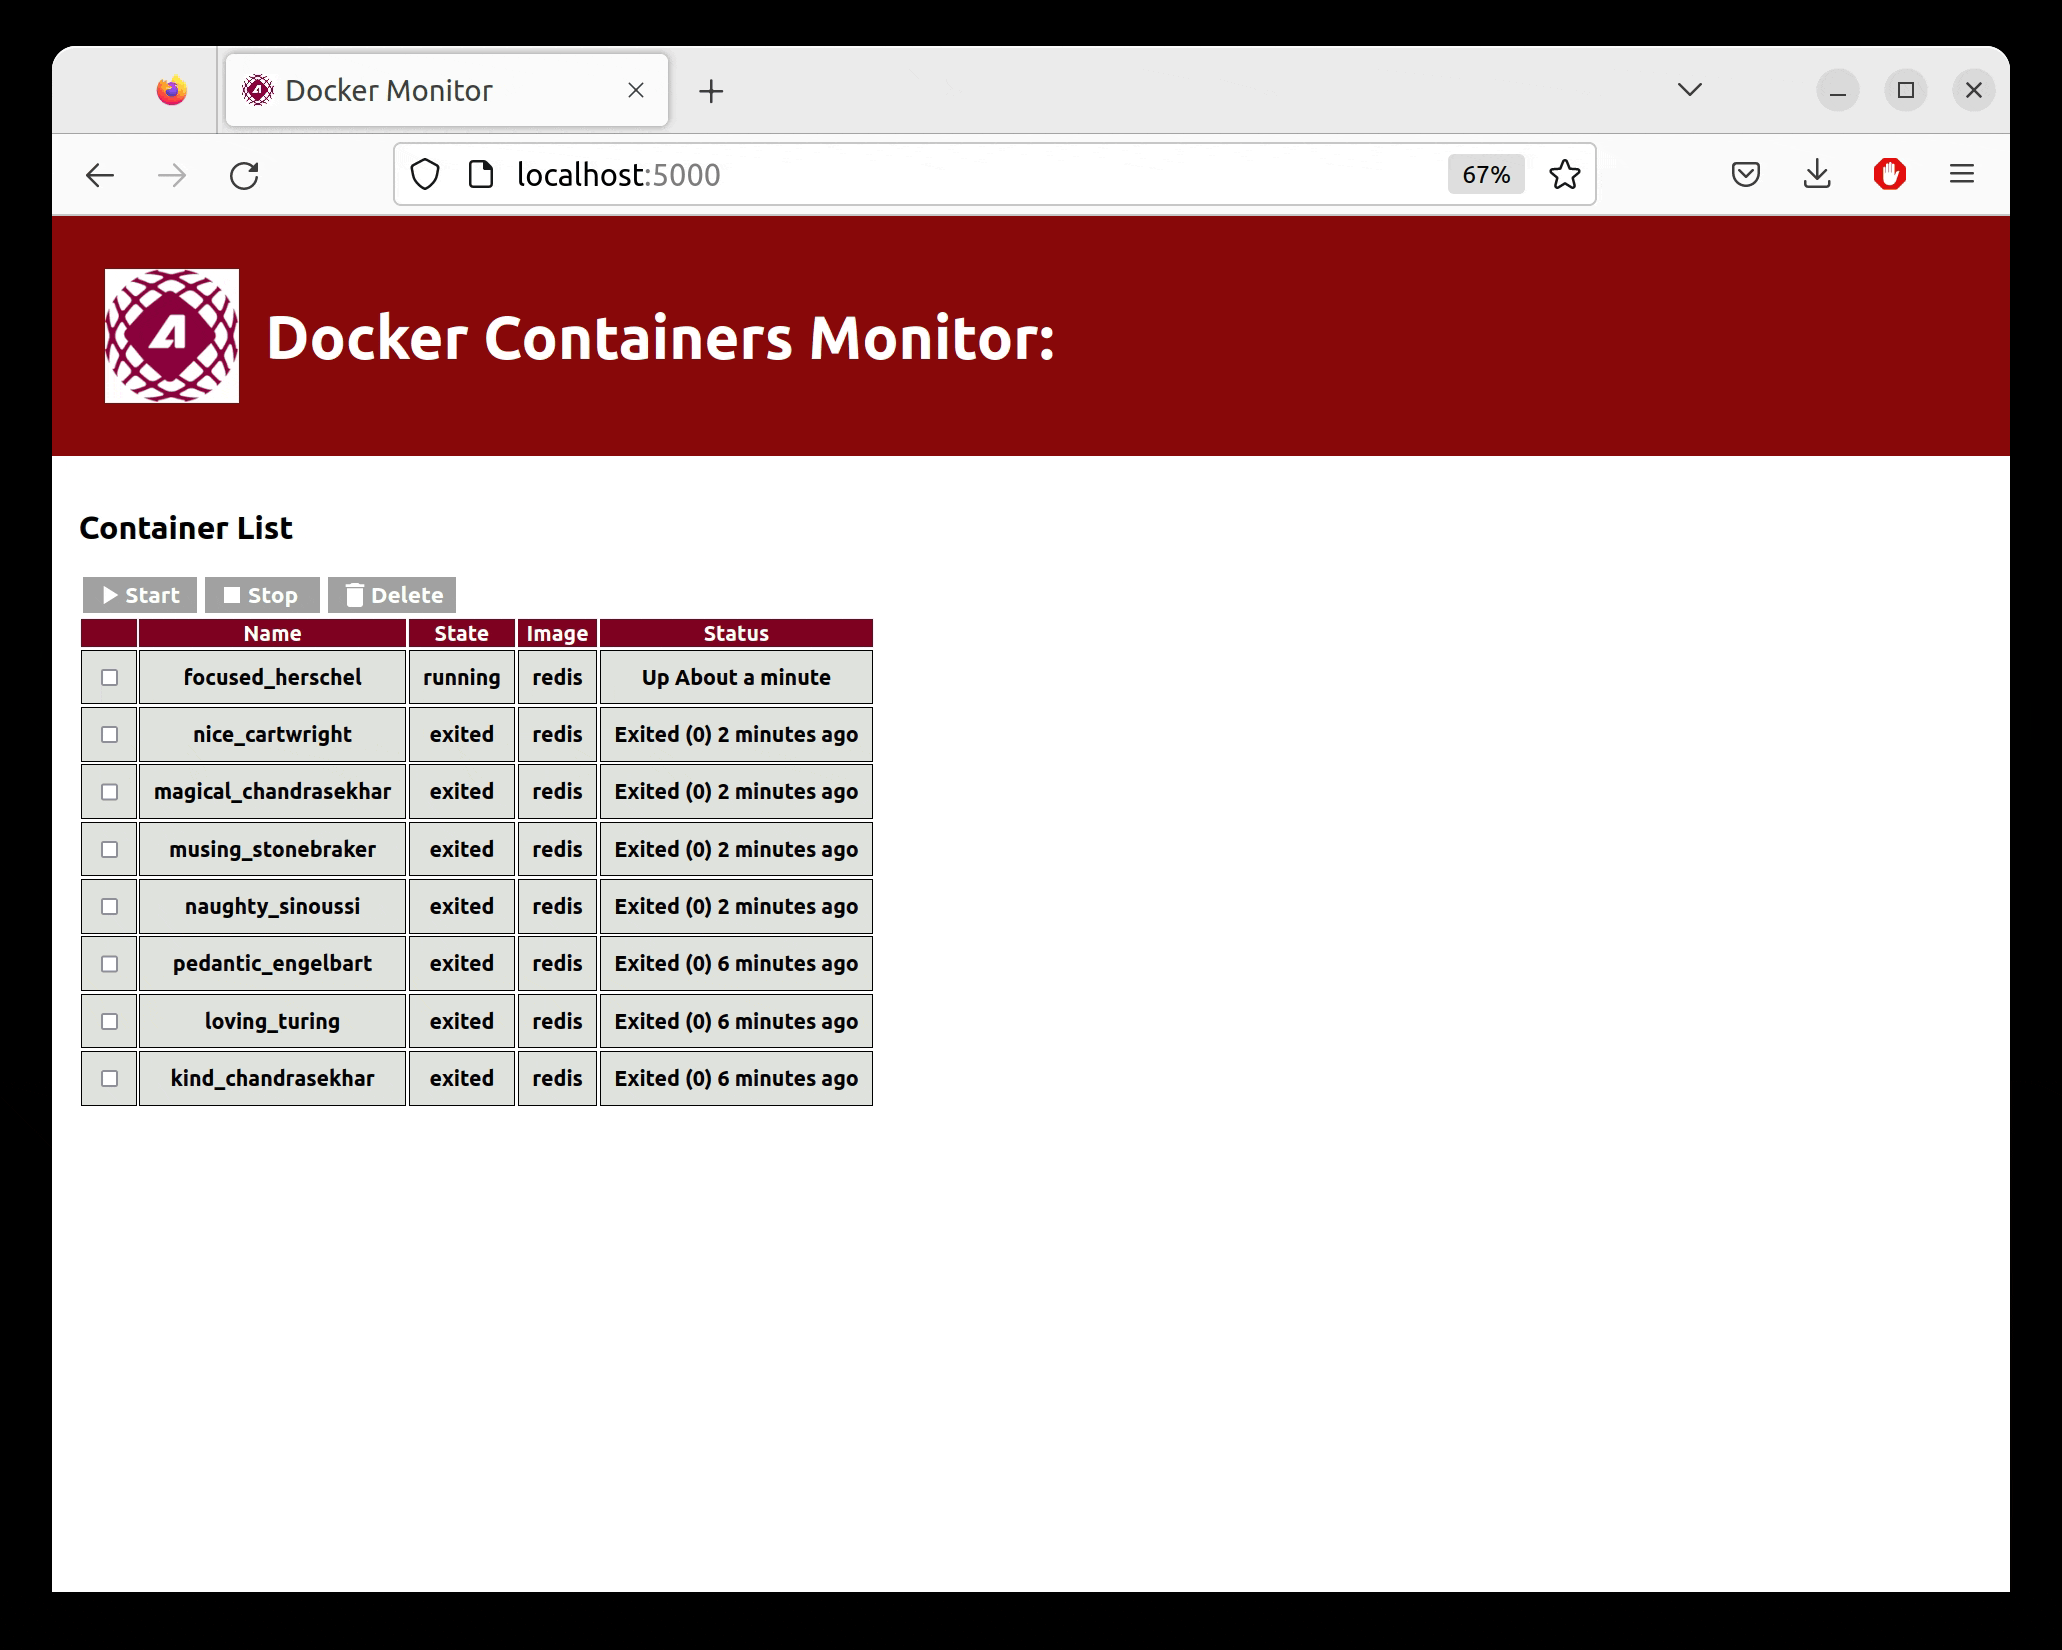 Docker Monitor
localhost:5000 67%
A
Docker Containers Monitor:
Container List
Start Stop Delete
Name State Image Status
focused_herschel running redis Up About a minute
nice_cartwright exited redis Exited (0) 2 minutes ago
magical_chandrasekhar exited redis Exited (0) 2 minutes ago
musing_stonebraker exited redis Exited (0) 2 minutes ago
naughty_sinoussi exited redis Exited (0) 2 minutes ago
pedantic_engelbart exited redis Exited (0) 6 minutes ago
loving_turing exited redis Exited (0) 6 minutes ago
kind_chandrasekhar exited redis Exited (0) 6 minutes ago